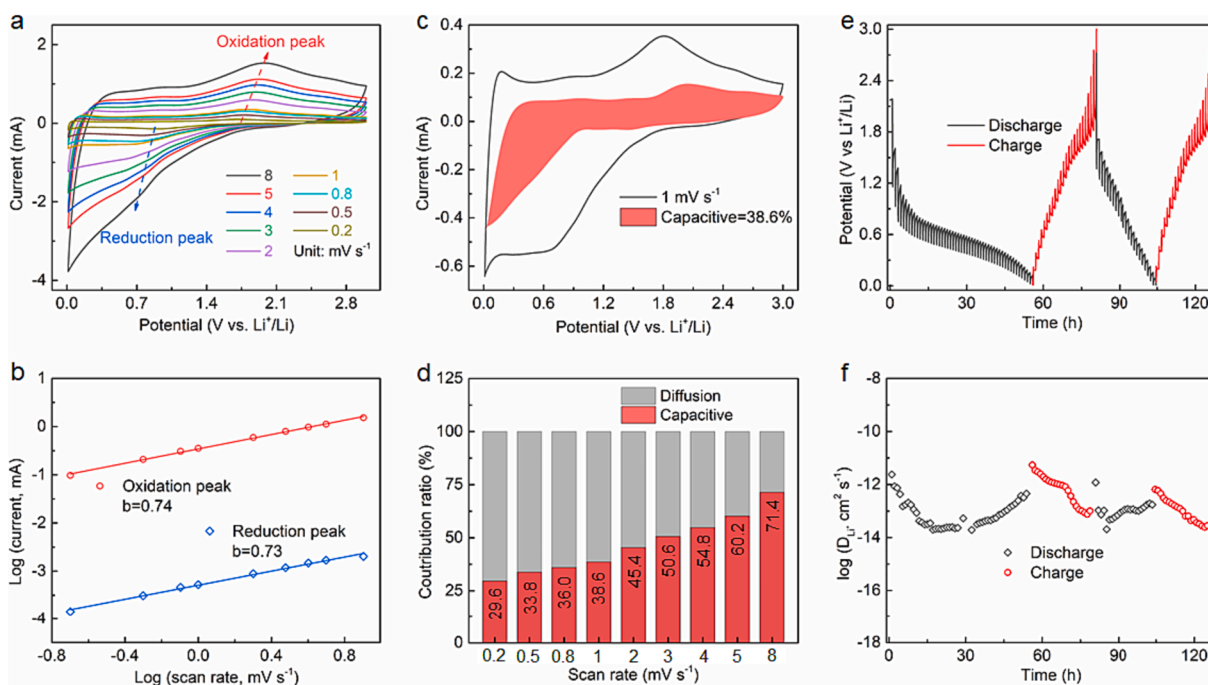 a
Current (mA)
2
0
-2
-4
Oxidation peak
Reduction peak
8
5
4
3
2
1
0.8
0.5
0.2
Unit: mV s⁻¹
0.0 0.7 1.4 2.1 2.8
Potential (V vs. Li⁺/Li)
c
Current (mA)
0.4
0.2
0.0
-0.2
-0.4
-0.6
1 mV s⁻¹
Capacitive=38.6%
0.0 0.6 1.2 1.8 2.4 3.0
Potential (V vs. Li⁺/Li)
e
Potential (V vs Li⁺/Li)
3.0
2.4
1.8
1.2
0.6
0.0
Discharge
Charge
0 30 60 90 120
Time (h)
b
Log (current, mA)
1
0
-1
-2
-3
-4
Oxidation peak
b=0.74
Reduction peak
b=0.73
-0.8 -0.4 0.0 0.4 0.8
Log (scan rate, mV s⁻¹)
d
Coutribution ratio (%)
125
100
75
50
25
0
Diffusion
Capacitive
29.6 33.8 36.0 38.6 45.4 50.6 54.8 60.2 71.4
0.2 0.5 0.8 1 2 3 4 5 8
Scan rate (mV s⁻¹)
f
log (D_Li⁺ cm² s⁻¹)
-8
-10
-12
-14
-16
-18
Discharge
Charge
0 30 60 90 120
Time (h)